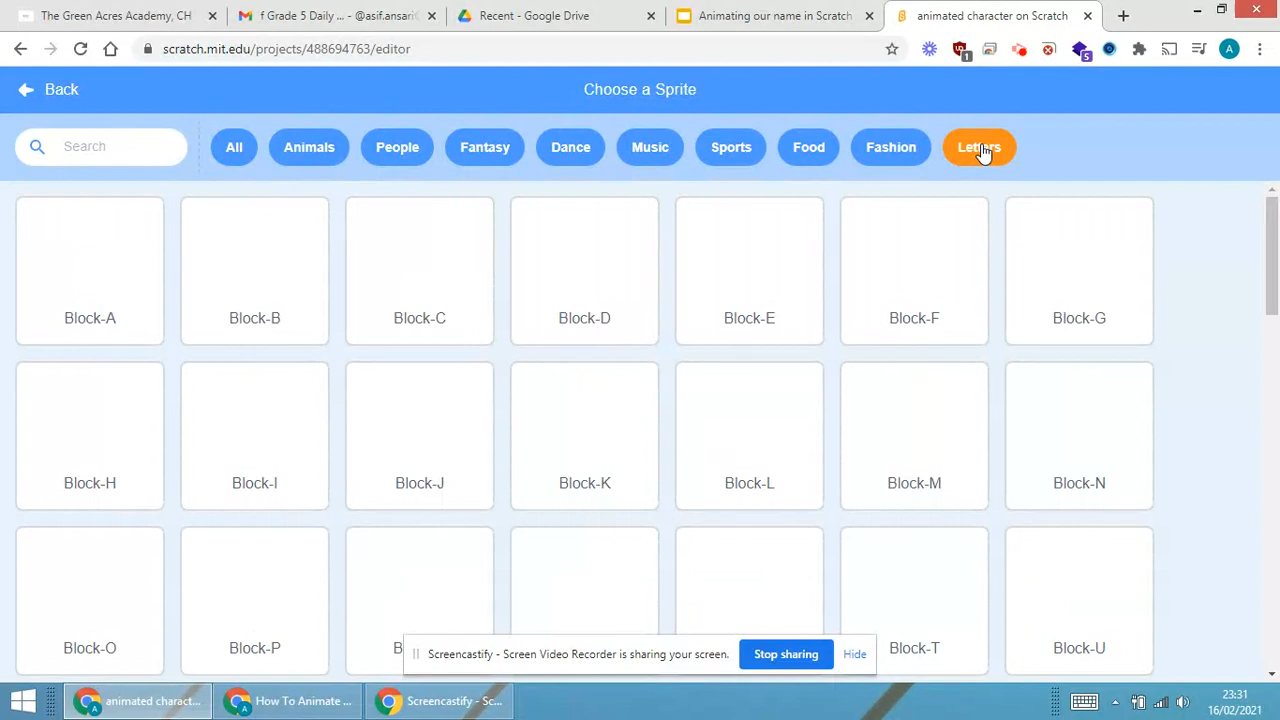 The Green Acres Academy, CH
f Grade 5 Daily ... - @asif.ansari
Recent - Google Drive
Animating our name in Scratch
animated character on Scratch
scratch.mit.edu/projects/488694763/editor
1
5
A
Back
Choose a Sprite
Search
All
Animals
People
Fantasy
Dance
Music
Sports
Food
Fashion
Letters
Block-A
Block-B
Block-C
Block-D
Block-E
Block-F
Block-G
Block-H
Block-I
Block-J
Block-K
Block-L
Block-M
Block-N
Block-O
Block-P
Block-T
Block-U
Screencastify - Screen Video Recorder is sharing your screen.
Stop sharing
Hide
animated charact...
How To Animate ...
Screencastify - Sc...
23:31
16/02/2021